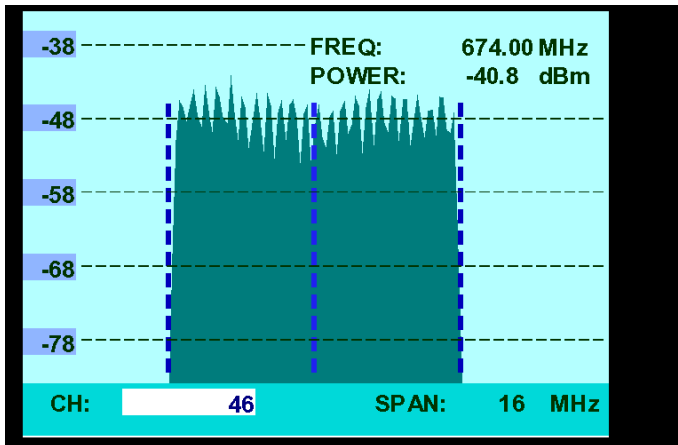 -38 FREQ: 674.00 MHz
POWER: -40.8 dBm
-48
-58
-68
-78
CH: 46 SPAN: 16 MHz